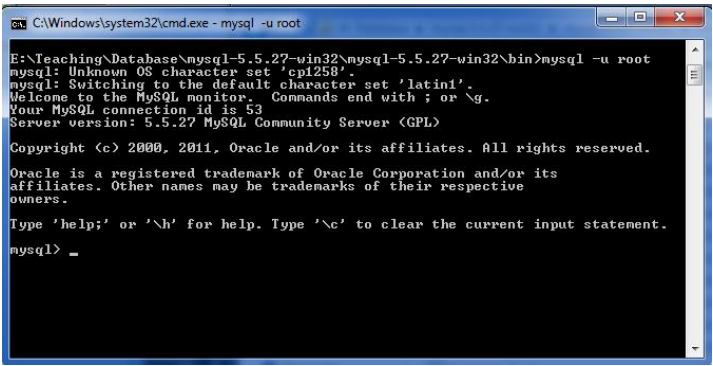 C:\Windows\system32\cmd.exe - mysql -u root
E:\Teaching\Database\mysql-5.5.27-win32\mysql-5.5.27-win32\bin>mysql -u root
mysql: Unknown OS character set 'cp1258'.
mysql: Switching to the default character set 'latin1'.
Welcome to the MySQL monitor.  Commands end with ; or \g.
Your MySQL connection id is 53
Server version: 5.5.27 MySQL Community Server (GPL)
Copyright (c) 2000, 2011, Oracle and/or its affiliates. All rights reserved.
Oracle is a registered trademark of Oracle Corporation and/or its
affiliates. Other names may be trademarks of their respective
owners.
Type 'help;' or '\h' for help. Type '\c' to clear the current input statement.
mysql> _